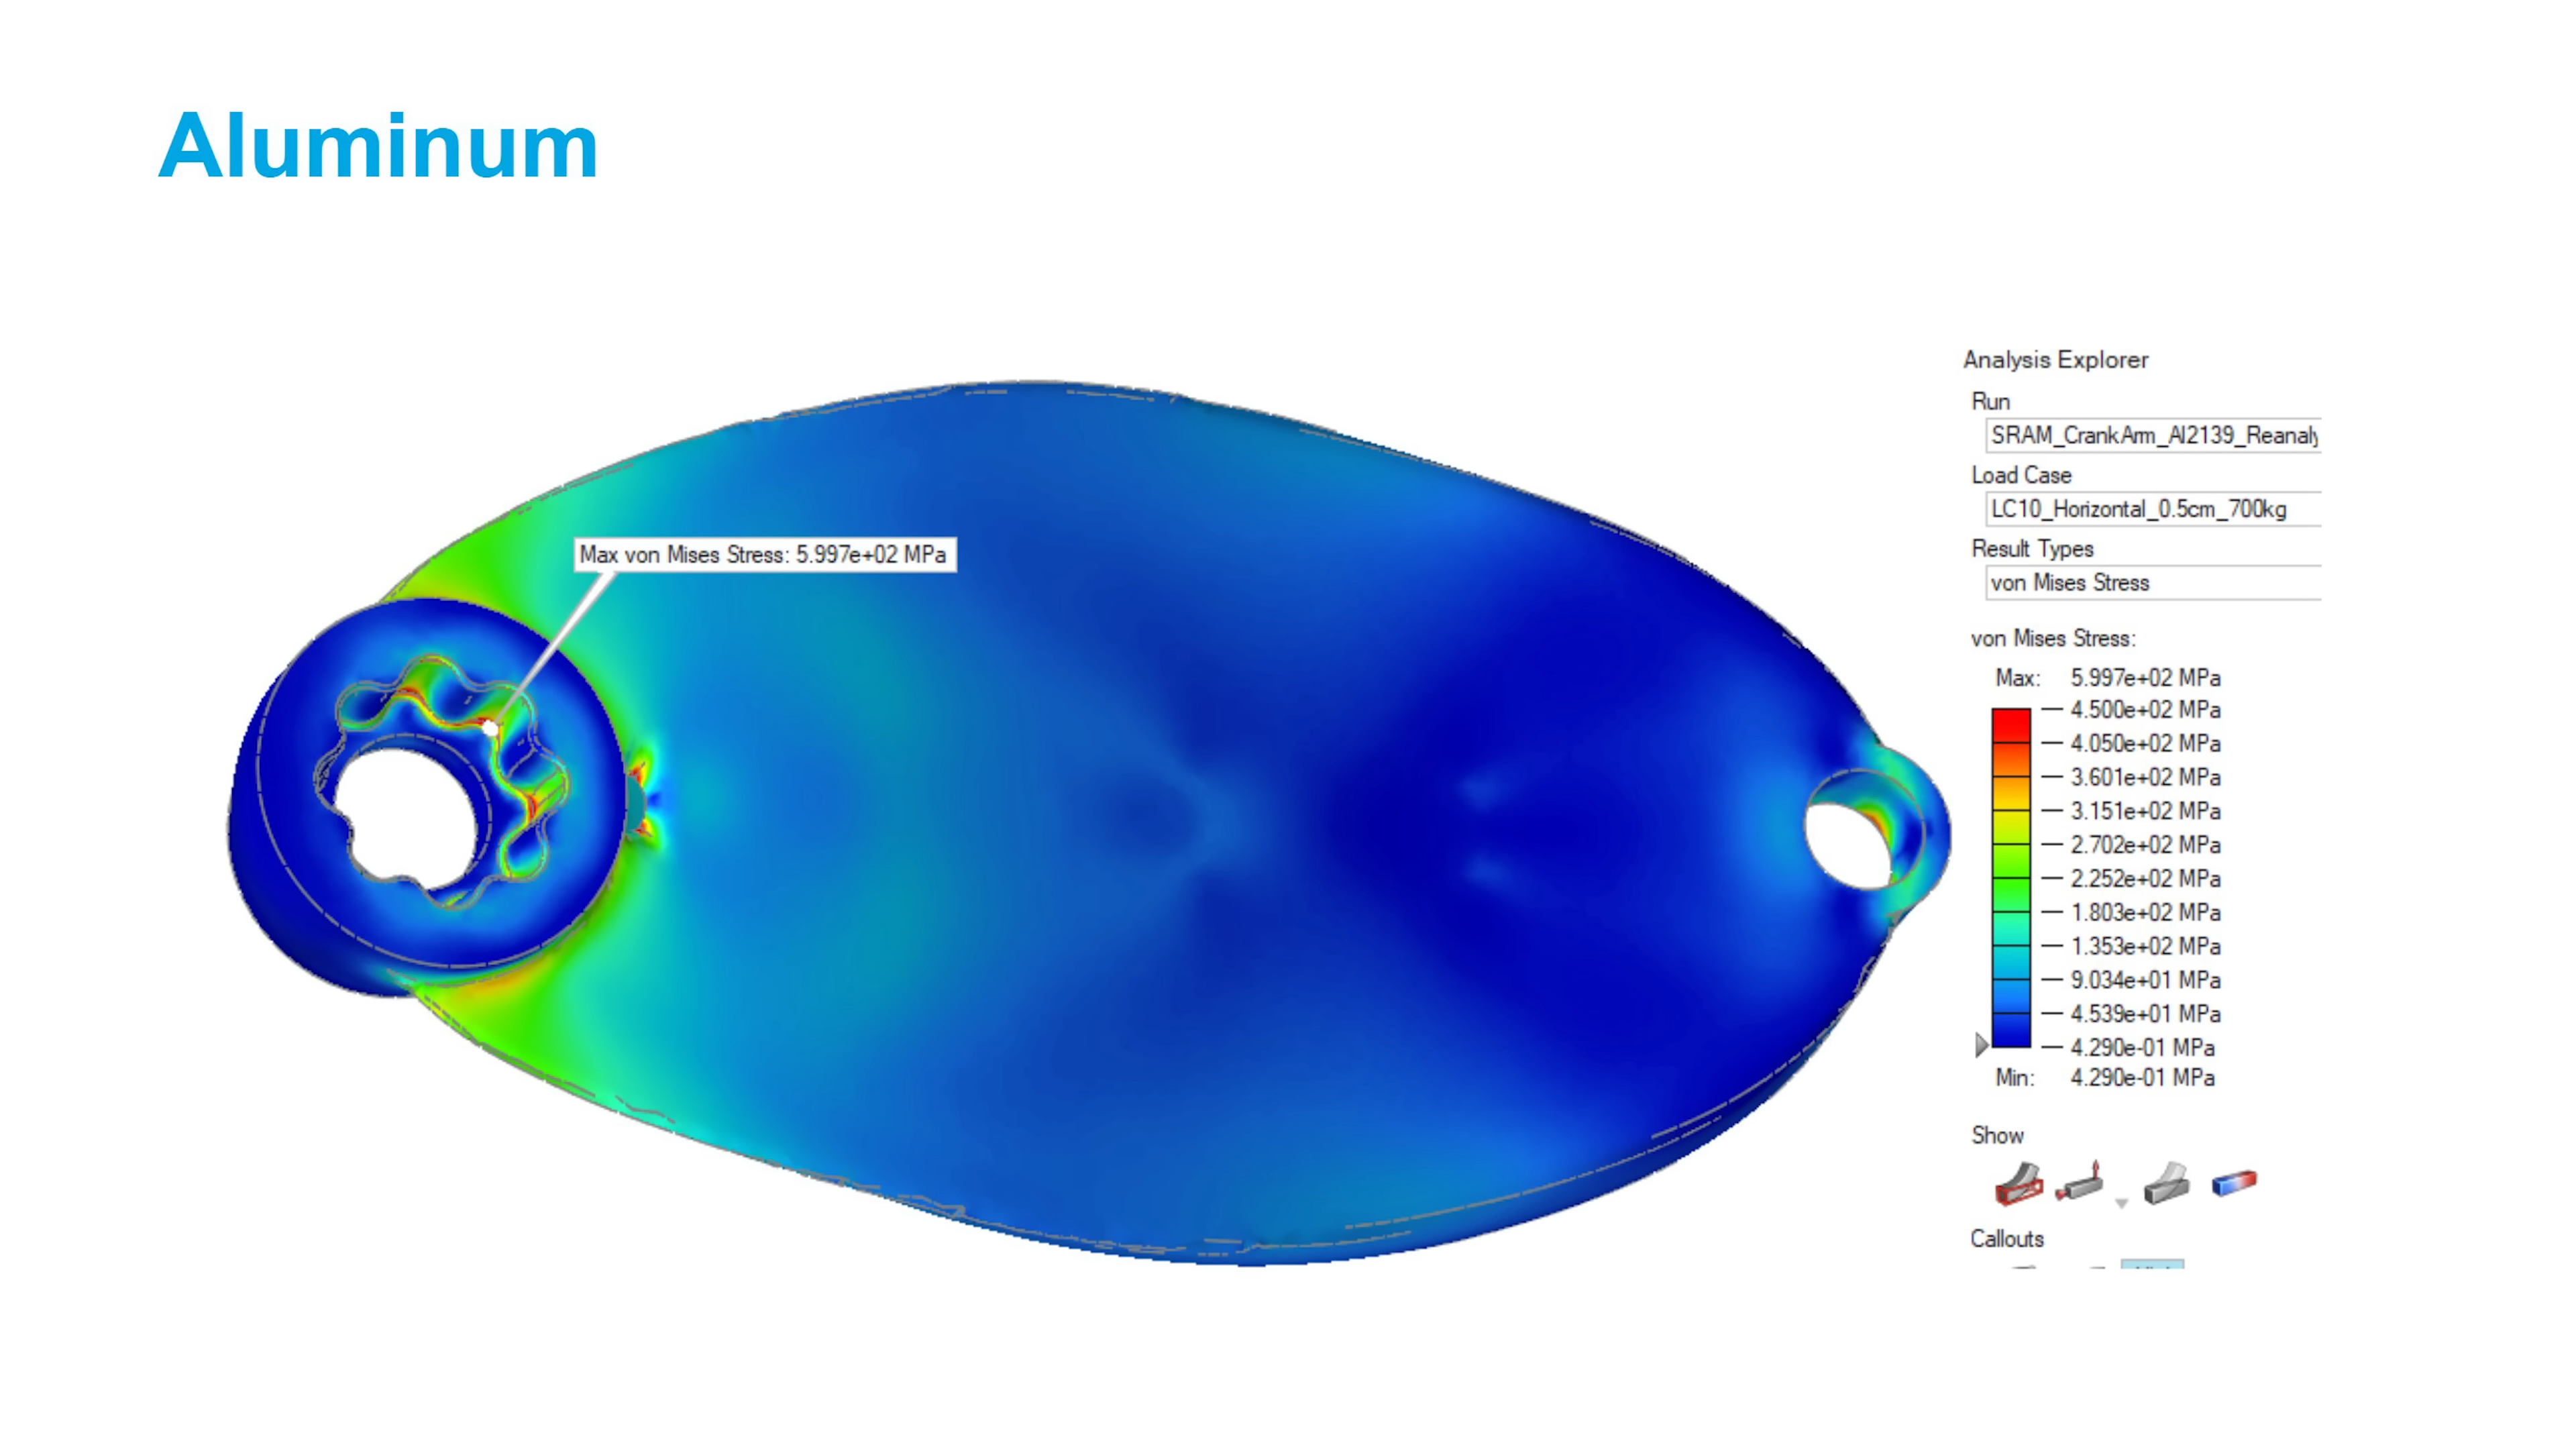 Aluminum
Max von Mises Stress: 5.997e+02 MPa
Analysis Explorer
Run
SRAM_CrankArm_Al2139_Reanaly
Load Case
LC10_Horizontal_0.5cm_700kg
Result Types
von Mises Stress
von Mises Stress:
Max: 5.997e+02 MPa
4.500e+02 MPa
4.050e+02 MPa
3.601e+02 MPa
3.151e+02 MPa
2.702e+02 MPa
2.252e+02 MPa
1.803e+02 MPa
1.353e+02 MPa
9.034e+01 MPa
4.539e+01 MPa
4.290e-01 MPa
Min: 4.290e-01 MPa
Show
Callouts